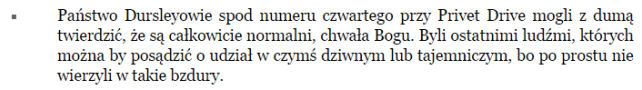 ▪ Państwo Dursleyowie spod numeru czwartego przy Privet Drive mogli z dumą
twierdzić, że są całkowicie normalni, chwała Bogu. Byli ostatnimi ludźmi, których
można by posądzić o udział w czymś dziwnym lub tajemniczym, bo po prostu nie
wierzyli w takie bzdury.